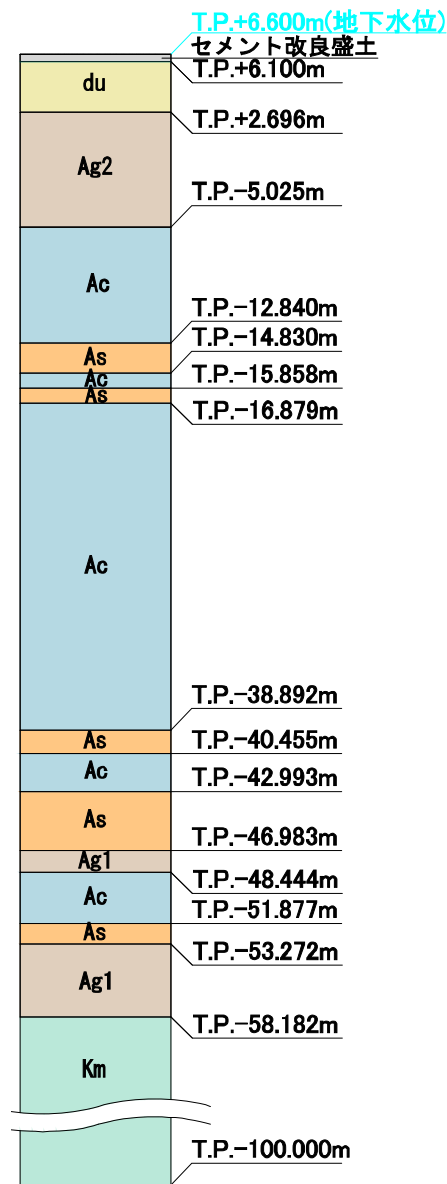 T.P.+6.600m(地下水位)
セメント改良盛土
T.P.+6.100m
du
T.P.+2.696m
Ag2
T.P.-5.025m
Ac
T.P.-12.840m
As
T.P.-14.830m
Ac
T.P.-15.858m
As
T.P.-16.879m
Ac
T.P.-38.892m
As
T.P.-40.455m
Ac
T.P.-42.993m
As
T.P.-46.983m
Ag1
T.P.-48.444m
Ac
T.P.-51.877m
As
T.P.-53.272m
Ag1
T.P.-58.182m
Km
T.P.-100.000m